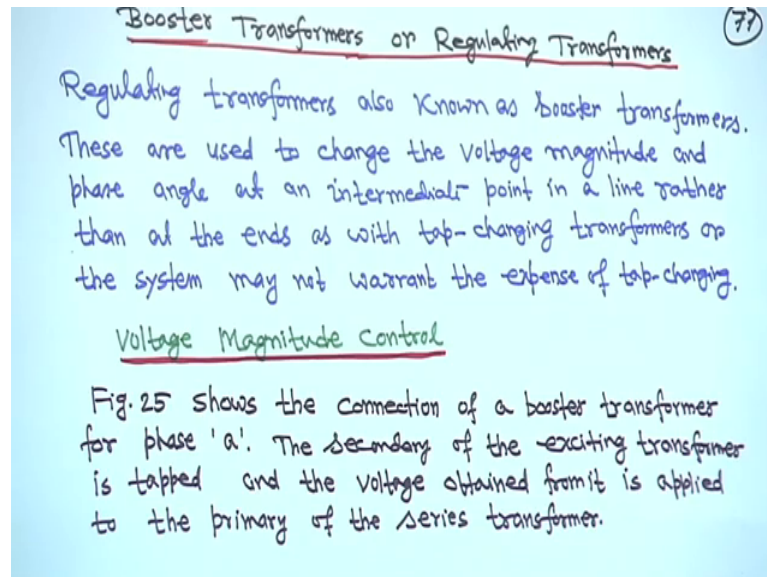 Booster Transformers or Regulating Transformers
77
Regulating transformers also known as booster transformers.
These are used to change the voltage magnitude and
phase angle at an intermediate point in a line rather
than at the ends as with tap-changing transformers or
the system may not warrant the expense of tap-changing.
Voltage Magnitude Control
Fig. 25 shows the connection of a booster transformer
for phase 'a'. The secondary of the exciting transformer
is tapped and the voltage obtained from it is applied
to the primary of the series transformer.